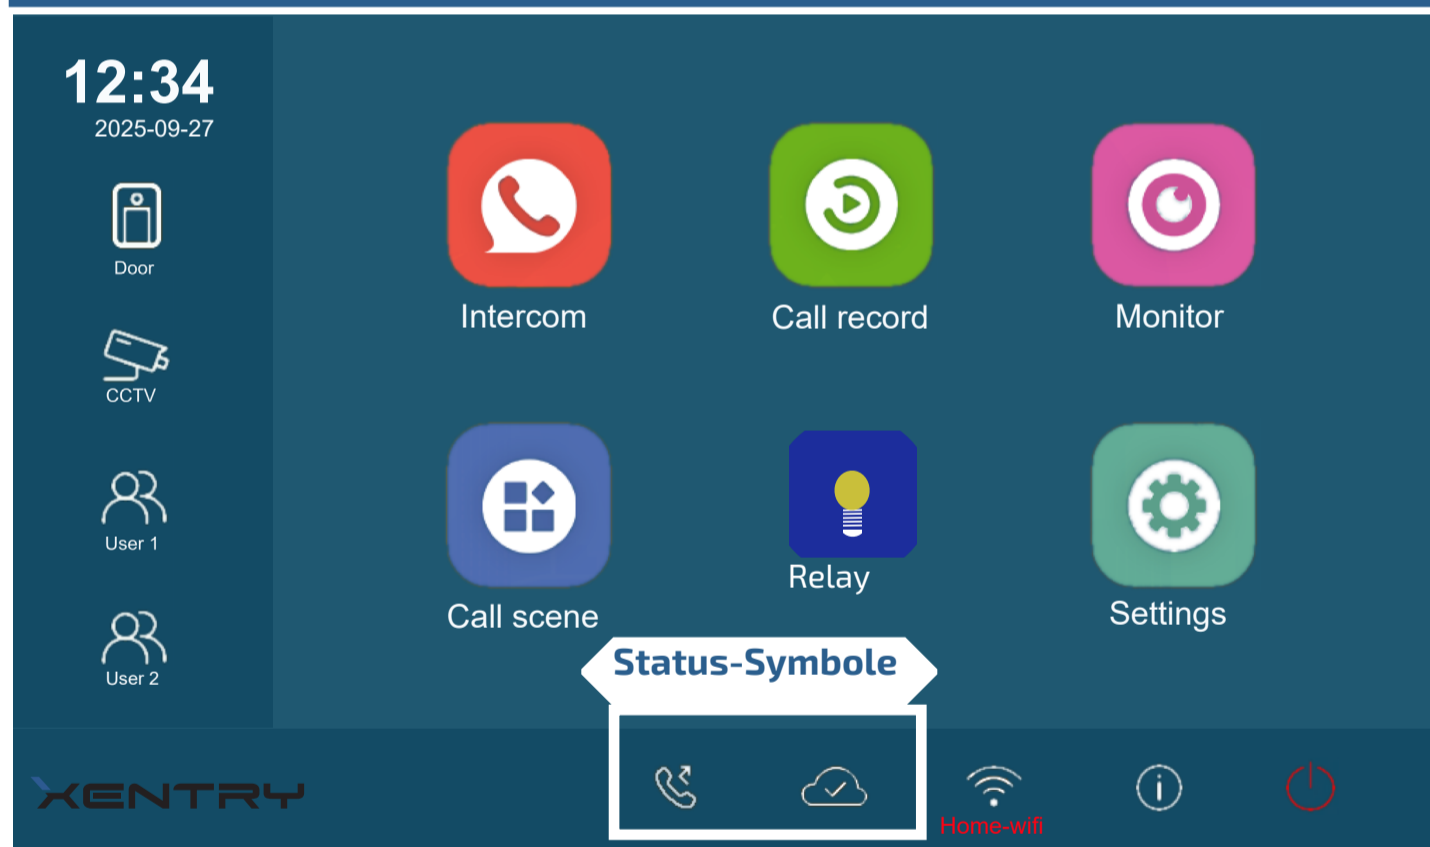 12:34
2025-09-27
Door
CCTV
User 1
User 2
Intercom
Call record
Monitor
Call scene
Relay
Settings
Status-Symbole
XENTRY
Home-wifi